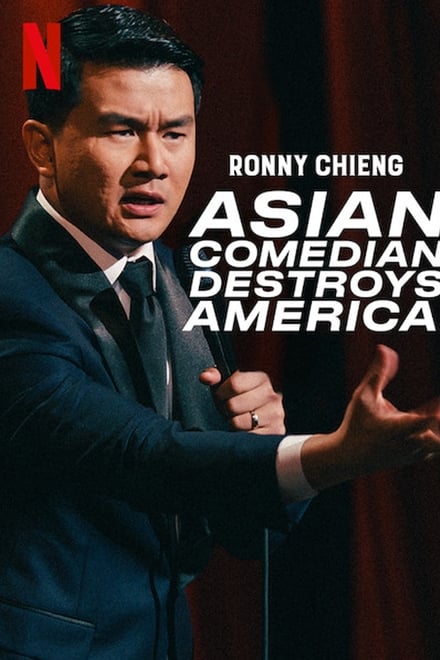 N
RONNY CHIENG
ASIAN
COMEDIAN
DESTROYS
AMERICA